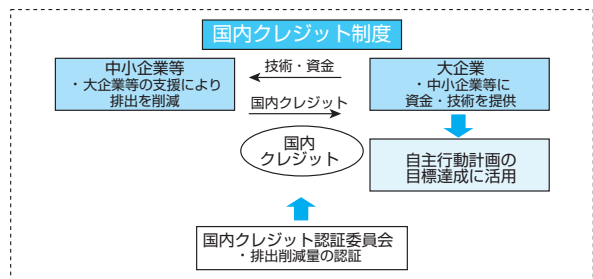 国内クレジット制度
中小企業等
・大企業等の支援により
排出を削減
技術・資金
国内クレジット
大企業
・中小企業等に
資金・技術を提供
国内
クレジット
自主行動計画の
目標達成に活用
国内クレジット認証委員会
・排出削減量の認証